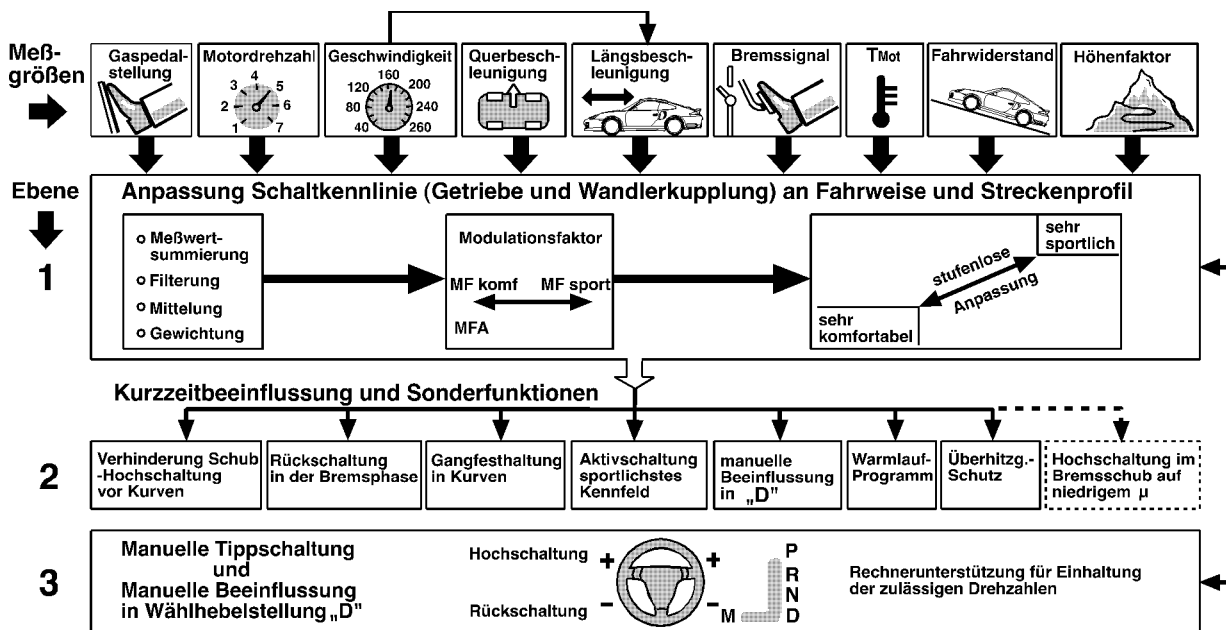 Meß-
größen
Gaspedal-
stellung
Motordrehzahl
1 2 3 4 5 6 7
Geschwindigkeit
40 80 120 160 200 240 260
Querbesch-
leunigung
Längsbesch-
leunigung
Bremssignal
TMot
Fahrwiderstand
Höhenfaktor
Ebene
1
Anpassung Schaltkennlinie (Getriebe und Wandlerkupplung) an Fahrweise und Streckenprofil
Meßwert-
summierung
Filterung
Mittelung
Gewichtung
Modulationsfaktor
MF komf MF sport
MFA
sehr
sportlich
stufenlose
Anpassung
sehr
komfortabel
Kurzzeitbeeinflussung und Sonderfunktionen
2
Verhinderung Schub
-Hochschaltung
vor Kurven
Rückschaltung
in der Bremsphase
Gangfesthaltung
in Kurven
Aktivschaltung
sportlichstes
Kennfeld
manuelle
Beeinflussung
in „D"
Warmlauf-
Programm
Überhitzg.-
Schutz
Hochschaltung im
Bremsschub auf
niedrigem µ
3
Manuelle Tippschaltung
und
Manuelle Beeinflussung
in Wählhebelstellung „D"
Hochschaltung + +
Rückschaltung – –
P
R
N
M D
Rechnerunterstützung für Einhaltung
der zulässigen Drehzahlen